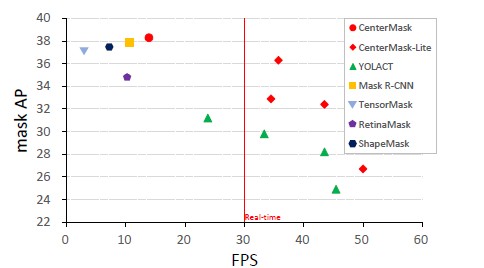 40
38
36
34
32
30
28
26
24
22
mask AP
CenterMask
CenterMask-Lite
YOLACT
Mask R-CNN
TensorMask
RetinaMask
ShapeMask
Real-time
0 10 20 30 40 50 60
FPS